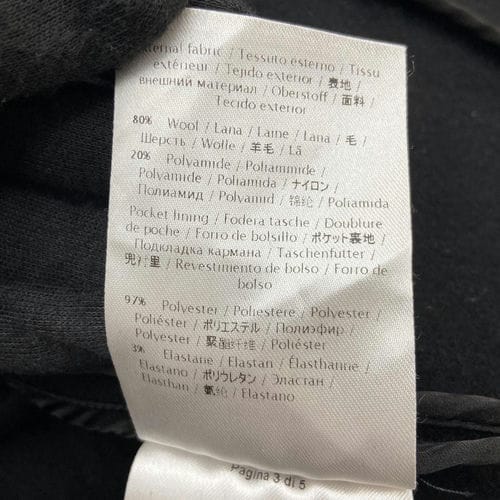 External fabric / Tessuto esterno / Tissu
extérieur / Tejido exterior / 表地 /
внешний материал / Oberstoff / 面料 /
Tecido exterior
80% Wool / Lana / Laine / Lana / 毛 /
Шерсть / Wolle / 羊毛 / Lã
20% Polyamide / Poliammide /
Polyamide / Poliamida / ナイロン /
Полиамид / Polyamid / 锦纶 / Poliamida
Pocket lining / Fodera tasche / Doublure
de poche / Forro de bolsillo / ポケット裏地 /
Подкладка кармана / Taschenfutter /
兜衬里 / Revestimento de bolso / Forro de
bolso
97% Polyester / Poliestere / Polyester /
Poliéster / ポリエステル / Полиэфир /
Polyester / 聚酯纤维 / Poliéster
3% Elastane / Elastan / Élasthanne /
Elastano / ポリウレタン / Эластан /
Elasthan / 氨纶 / Elastano
Pagina 3 di 5